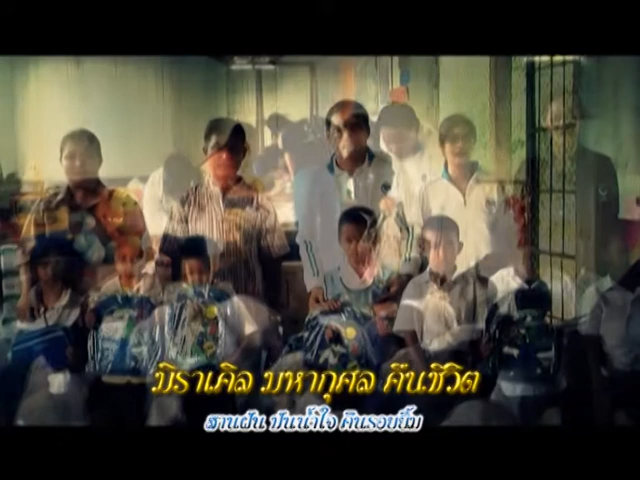 มิราเคิล มหากุศล คืนชีวิต
สานฝัน ปันน้ำใจ คืนรอยยิ้ม